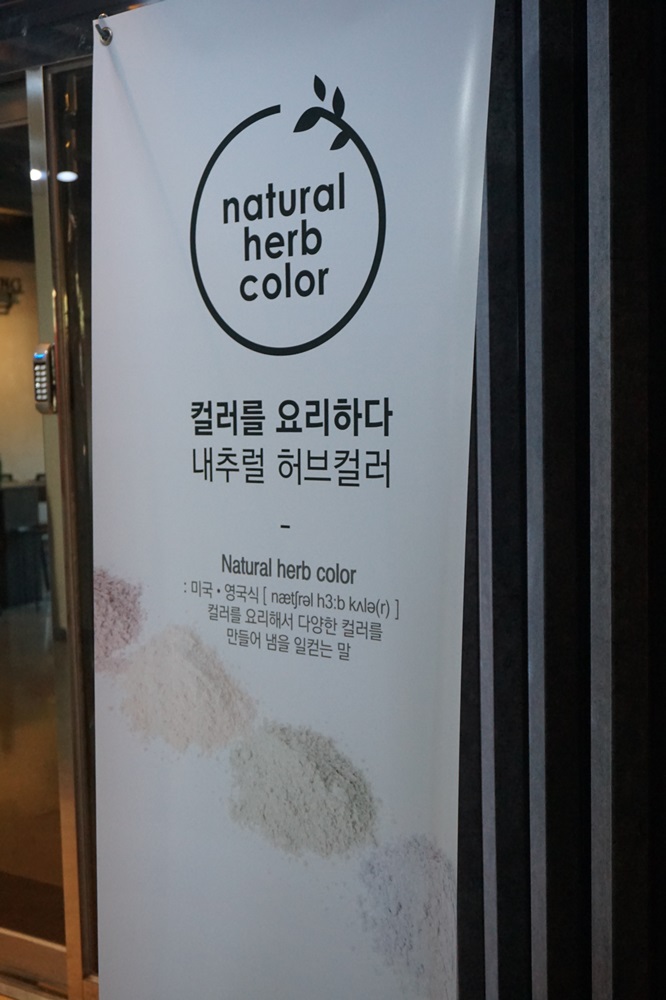 natural
herb
color
컬러를 요리하다
내추럴 허브컬러
-
Natural herb color
: 미국 • 영국식 [ nætʃrəl hɜ:b kʌlə(r) ]
컬러를 요리해서 다양한 컬러를
만들어 냄을 일컫는 말